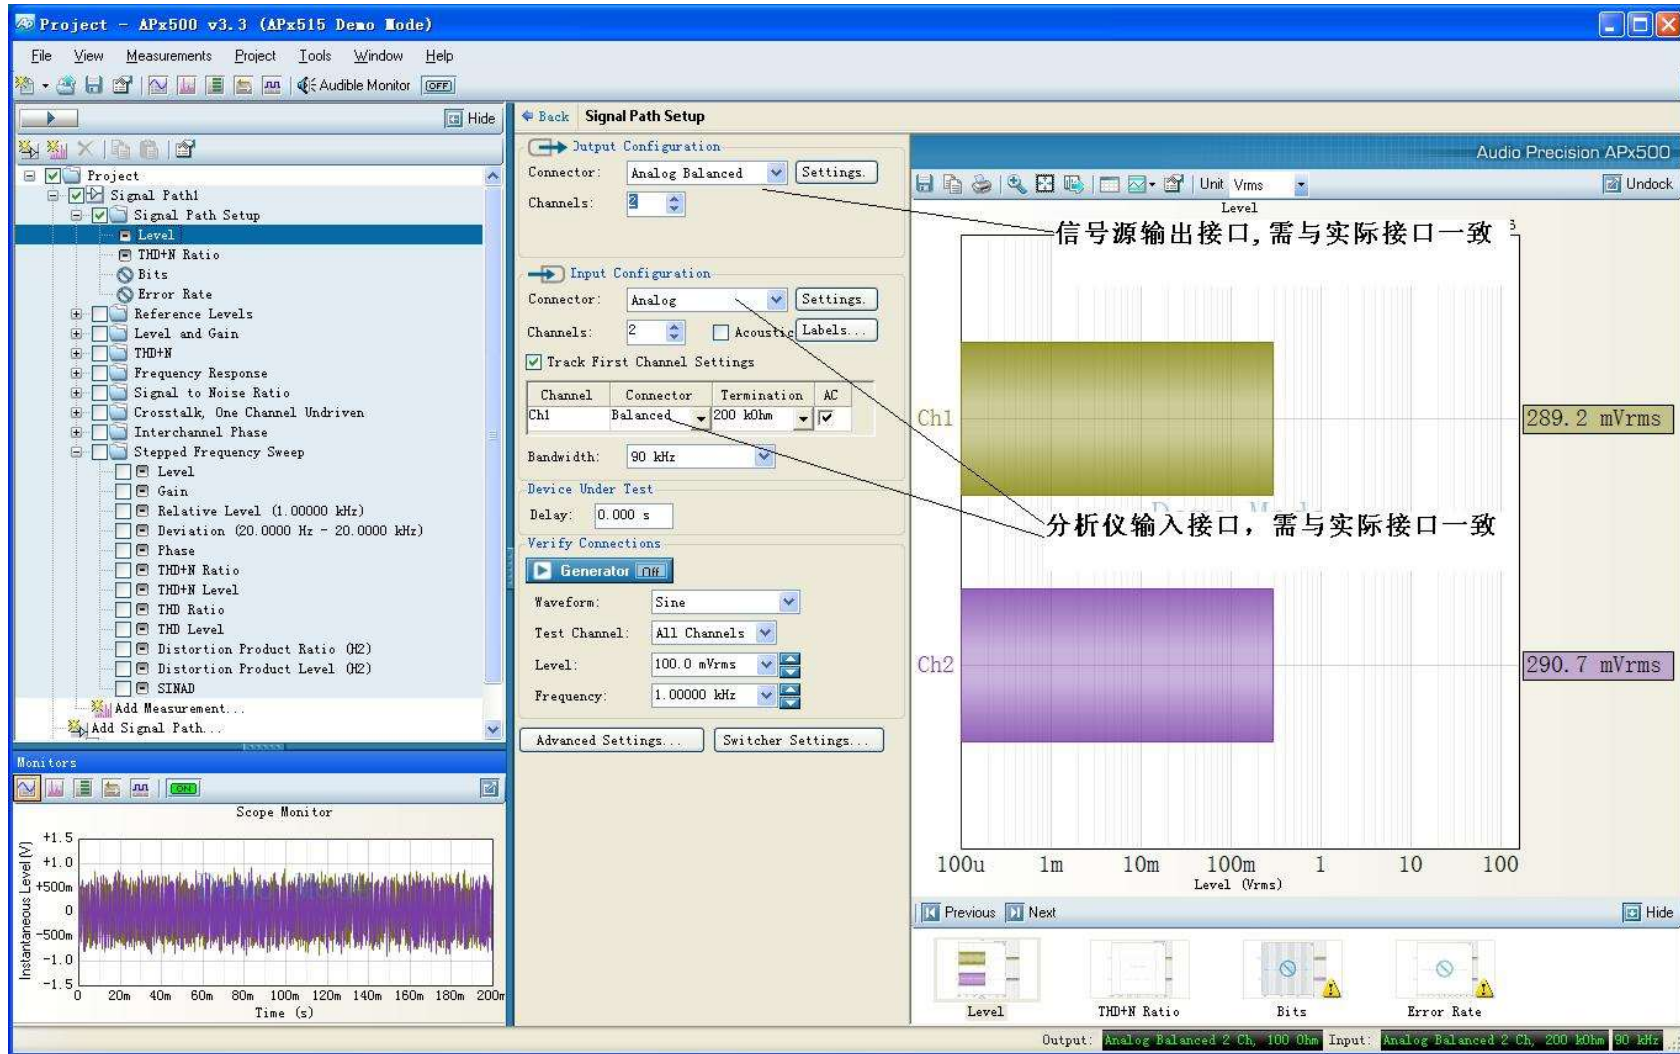 Project - APx500 v3.3 (APx515 Demo Mode)
File View Measurements Project Tools Window Help
Audible Monitor OFF
Hide
Project
Signal Path1
Signal Path Setup
Level
THD+N Ratio
Bits
Error Rate
Reference Levels
Level and Gain
THD+N
Frequency Response
Signal to Noise Ratio
Crosstalk, One Channel Undriven
Interchannel Phase
Stepped Frequency Sweep
Level
Gain
Relative Level (1.00000 kHz)
Deviation (20.0000 Hz - 20.0000 kHz)
Phase
THD+N Ratio
THD+N Level
THD Ratio
THD Level
Distortion Product Ratio (H2)
Distortion Product Level (H2)
SINAD
Add Measurement...
Add Signal Path...
Monitors
ON
Scope Monitor
Instantaneous Level (V)
+1.5
+1.0
+500m
0
-500m
-1.0
-1.5
0 20m 40m 60m 80m 100m 120m 140m 160m 180m 200m
Time (s)
Back Signal Path Setup
Output Configuration
Connector: Analog Balanced Settings.
Channels: 2
Input Configuration
Connector: Analog Settings.
Channels: 2 Acoustic Labels...
Track First Channel Settings
Channel Connector Termination AC
Ch1 Balanced 200 kOhm
Bandwidth: 90 kHz
Device Under Test
Delay: 0.000 s
Verify Connections
Generator Off
Waveform: Sine
Test Channel: All Channels
Level: 100.0 mVrms
Frequency: 1.00000 kHz
Advanced Settings... Switcher Settings...
Audio Precision APx500
Unit Vrms Undock
Level
信号源输出接口,需与实际接口一致
Ch1 289.2 mVrms
分析仪输入接口，需与实际接口一致
Ch2 290.7 mVrms
100u 1m 10m 100m 1 10 100
Level (Vrms)
Previous Next Hide
Level THD+N Ratio Bits Error Rate
Output: Analog Balanced 2 Ch, 100 Ohm Input: Analog Balanced 2 Ch, 200 kOhm 90 kHz